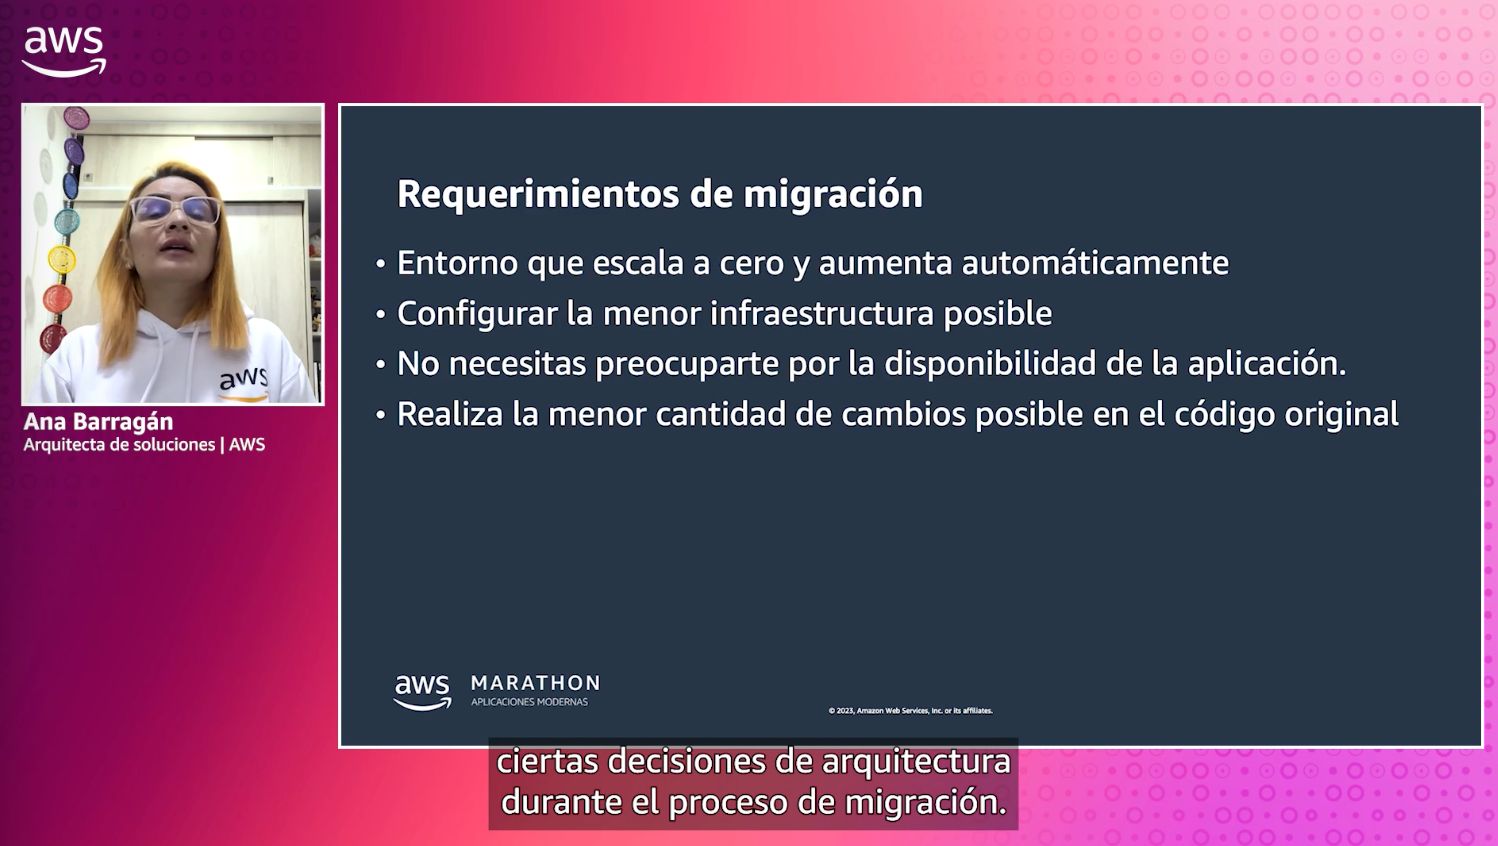 aws
aws
Ana Barragán
Arquitecta de soluciones | AWS
Requerimientos de migración
• Entorno que escala a cero y aumenta automáticamente
• Configurar la menor infraestructura posible
• No necesitas preocuparte por la disponibilidad de la aplicación.
• Realiza la menor cantidad de cambios posible en el código original
aws MARATHON
APLICACIONES MODERNAS
© 2023, Amazon Web Services, Inc. or its affiliates.
ciertas decisiones de arquitectura
durante el proceso de migración.